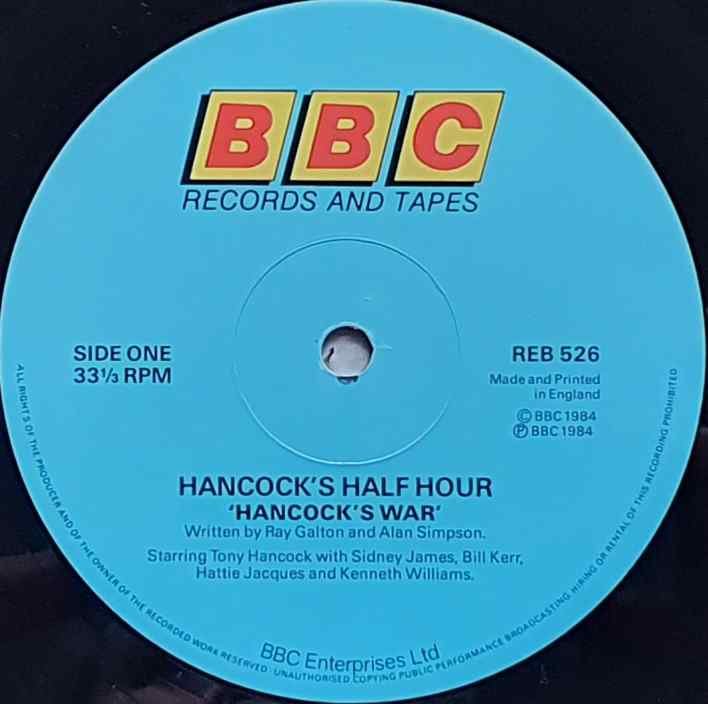 BBC
RECORDS AND TAPES
SIDE ONE
33⅓ RPM
REB 526
Made and Printed
in England
© BBC 1984
℗ BBC 1984
HANCOCK'S HALF HOUR
'HANCOCK'S WAR'
Written by Ray Galton and Alan Simpson.
Starring Tony Hancock with Sidney James, Bill Kerr,
Hattie Jacques and Kenneth Williams.
BBC Enterprises Ltd
ALL RIGHTS OF THE PRODUCER AND OF THE OWNER OF THE RECORDED WORK RESERVED · UNAUTHORISED COPYING PUBLIC PERFORMANCE BROADCASTING HIRING OR RENTAL OF THIS RECORDING PROHIBITED